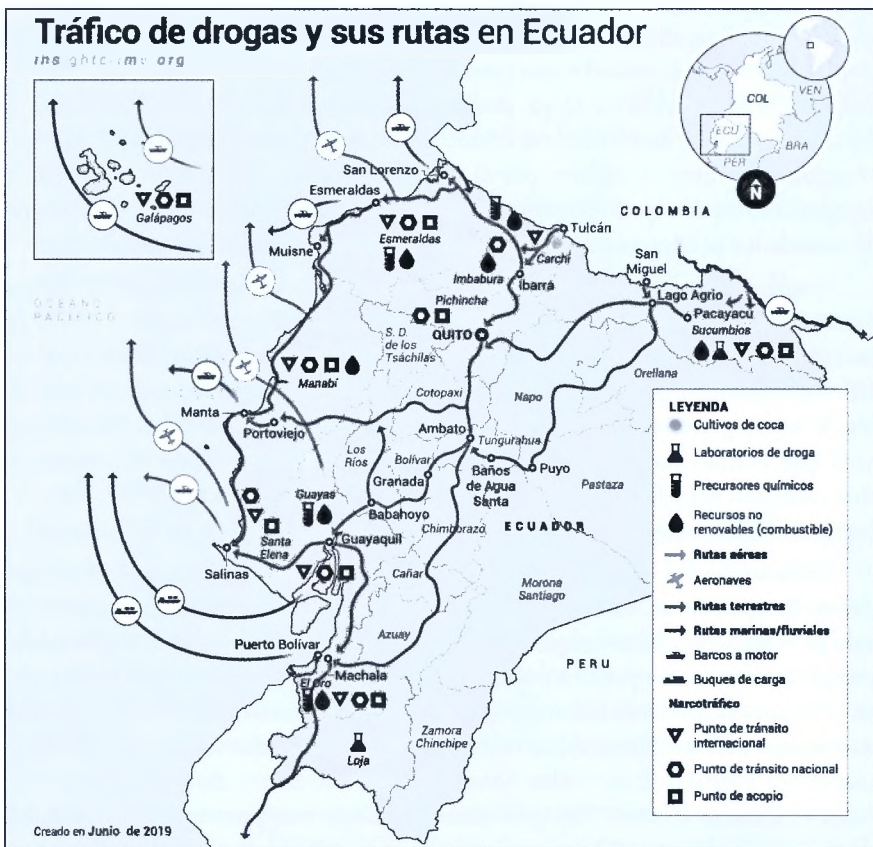 Tráfico de drogas y sus rutas en Ecuador
Galápagos
OCÉANO
PACÍFICO
COL
VEN
ECU
PER
BRA
N
COLOMBIA
San Lorenzo
Esmeraldas
Muisne
Esmeraldas
Tulcán
Carchi
Imbabura
Ibarra
San
Miguel
Lago Agrio
Pacayacu
Sucumbíos
Pichincha
QUITO
S. D.
de los
Tsáchilas
Orellana
Manabí
Cotopaxi
Napo
Manta
Portoviejo
Ambato
Tungurahua
Los
Ríos
Bolívar
Granada
Baños
de Agua
Santa
Puyo
Pastaza
Guayas
Babahoyo
Chimborazo
ECUADOR
Santa
Elena
Guayaquil
Salinas
Cañar
Morona
Santiago
Azuay
Puerto Bolívar
PERU
Machala
El Oro
Zamora
Chinchipe
Loja
LEYENDA
Cultivos de coca
Laboratorios de droga
Precursores químicos
Recursos no
renovables (combustible)
Rutas aéreas
Aeronaves
Rutas terrestres
Rutas marinas/fluviales
Barcos a motor
Buques de carga
Narcotráfico
Punto de tránsito
internacional
Punto de tránsito nacional
Punto de acopio
Creado en Junio de 2019